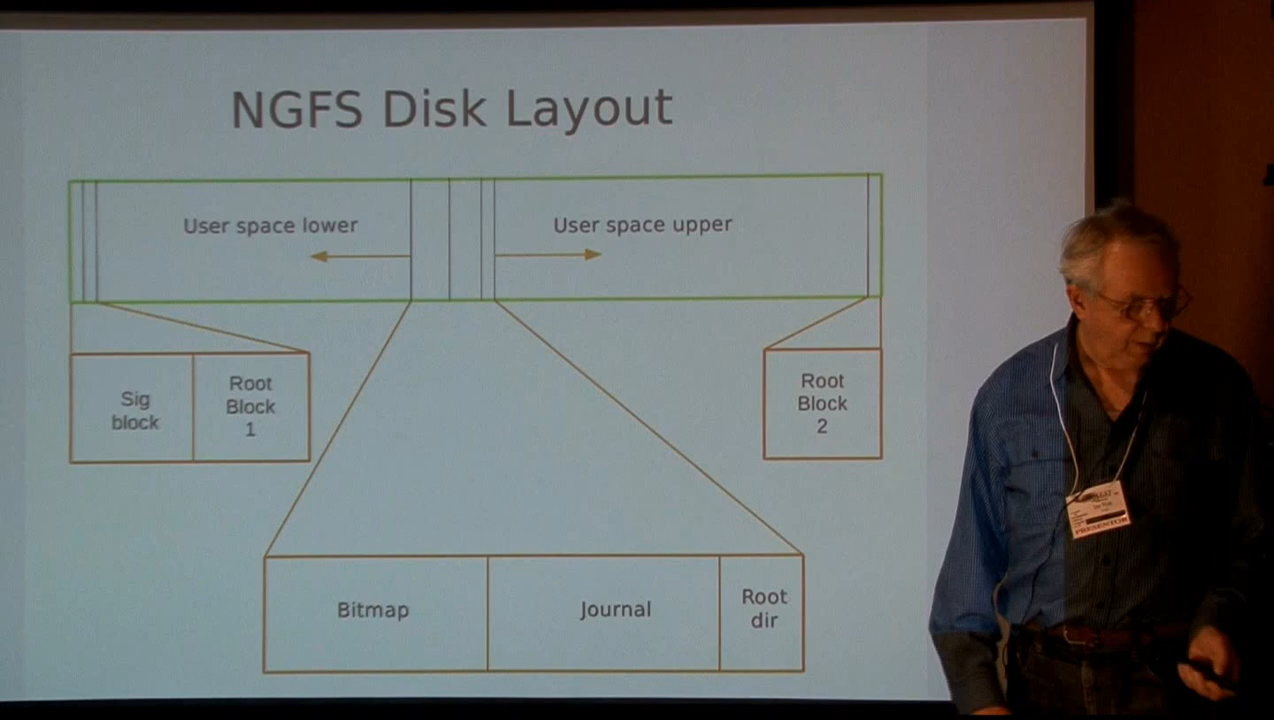 NGFS Disk Layout
User space lower
User space upper
Sig
block
Root
Block
1
Root
Block
2
Bitmap
Journal
Root
dir
PRESENTOR